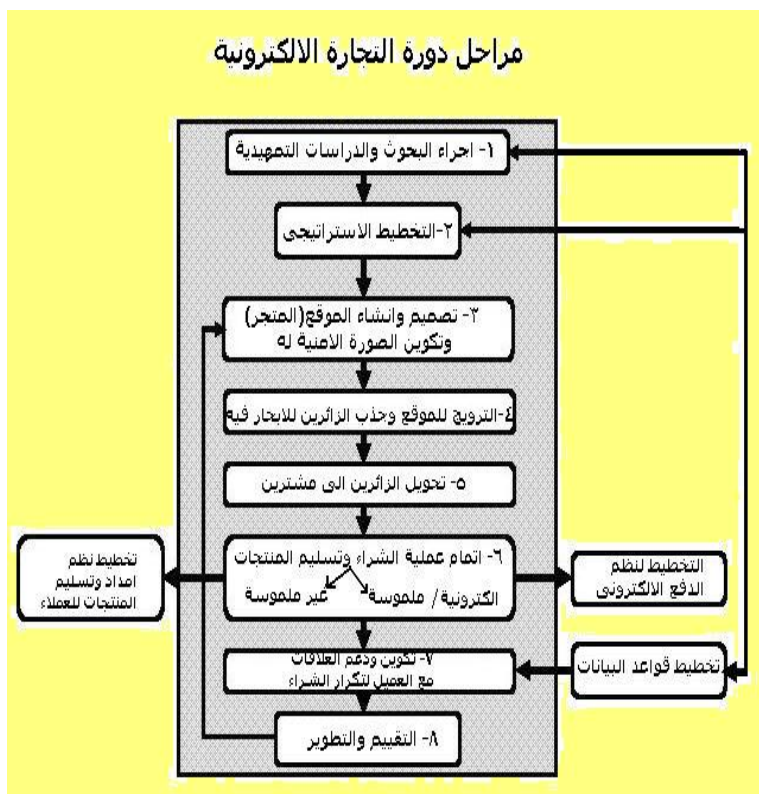 مراحل دورة التجارة الالكترونية
١- اجراء البحوث والدراسات التمهيدية
٢-التخطيط الاستراتيجى
٣- تصميم وانشاء الموقع(المتجر)
وتكوين الصورة الامنية له
٤-الترويج للموقع وجذب الزائرين للابحار فيه
٥- تحويل الزائرين الى مشترين
٦- اتمام عملية الشراء وتسليم المنتجات
الكترونية/ ملموسة غير ملموسة
التخطيط لنظم
الدفع الالكترونى
تخطيط نظم
امداد وتسليم
المنتجات للعملاء
٧- تكوين ودعم العلاقات
مع العميل لتكرار الشراء
تخطيط قواعد البيانات
٨- التقييم والتطوير